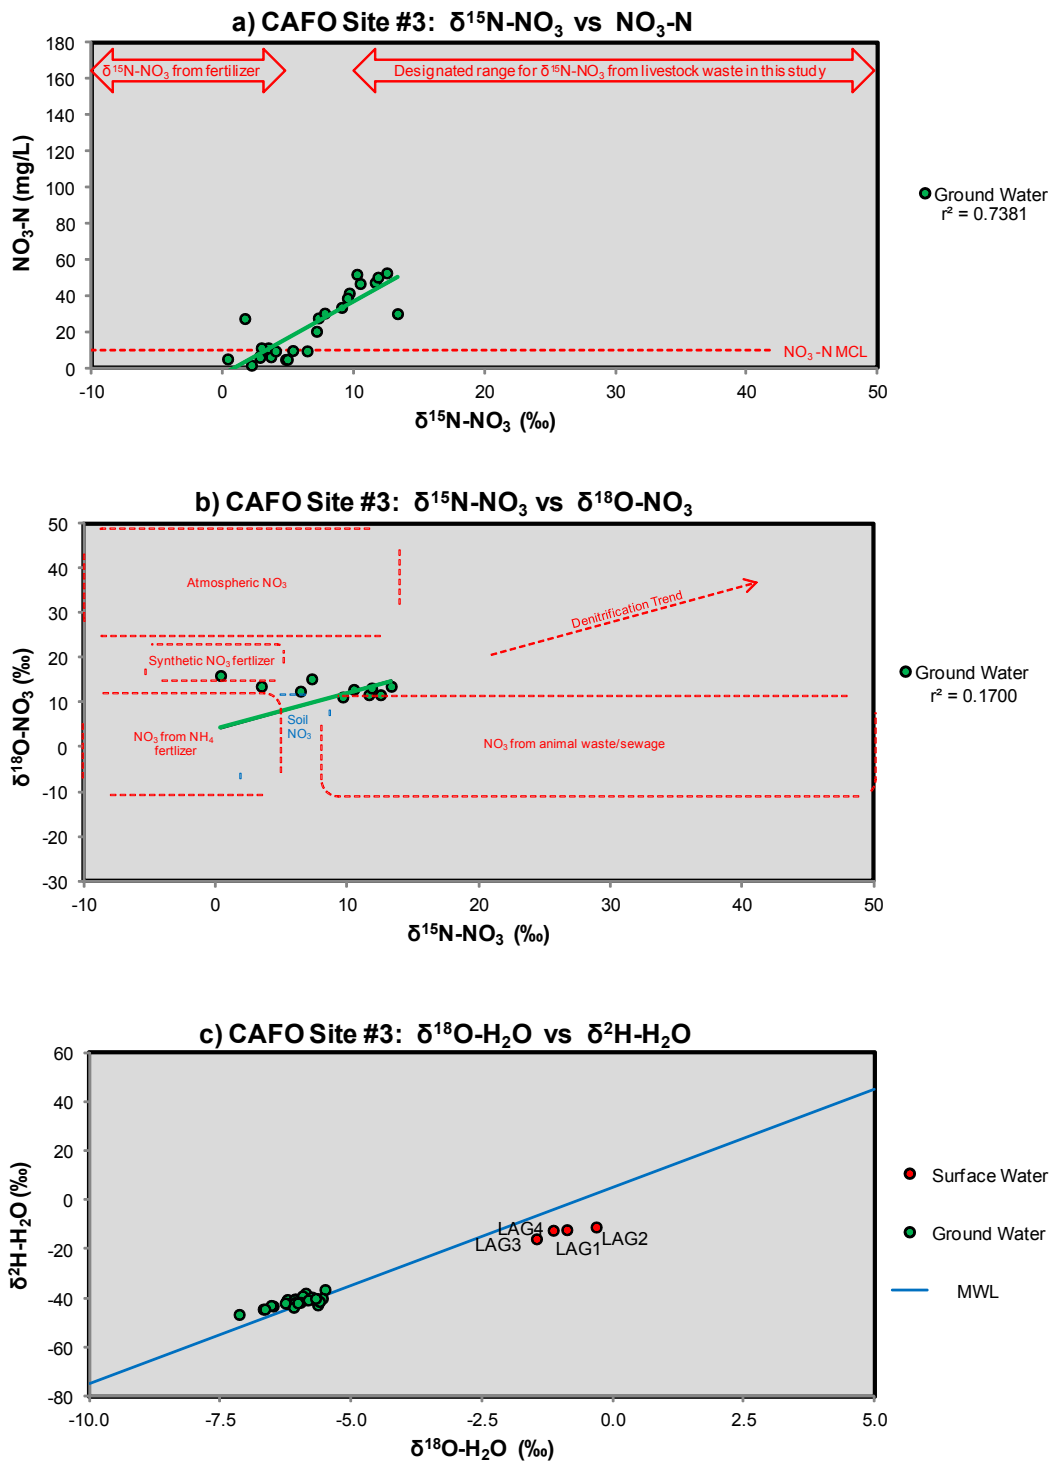 a) CAFO Site #3: δ¹⁵N-NO₃ vs NO₃-N
180
160
140
120
100
80
60
40
20
0
NO₃-N (mg/L)
δ¹⁵N-NO₃ from fertilizer
Designated range for δ¹⁵N-NO₃ from livestock waste in this study
NO₃-N MCL
-10 0 10 20 30 40 50
δ¹⁵N-NO₃ (‰)
Ground Water
r² = 0.7381
b) CAFO Site #3: δ¹⁵N-NO₃ vs δ¹⁸O-NO₃
50
40
30
20
10
0
-10
-20
-30
δ¹⁸O-NO₃ (‰)
Atmospheric NO₃
Denitrification Trend
Synthetic NO₃ fertlizer
Soil
NO₃
NO₃ from NH₄
fertlizer
NO₃ from animal waste/sewage
-10 0 10 20 30 40 50
δ¹⁵N-NO₃ (‰)
Ground Water
r² = 0.1700
c) CAFO Site #3: δ¹⁸O-H₂O vs δ²H-H₂O
60
40
20
0
-20
-40
-60
-80
δ²H-H₂O (‰)
LAG4
LAG3
LAG1
LAG2
-10.0 -7.5 -5.0 -2.5 0.0 2.5 5.0
δ¹⁸O-H₂O (‰)
Surface Water
Ground Water
MWL